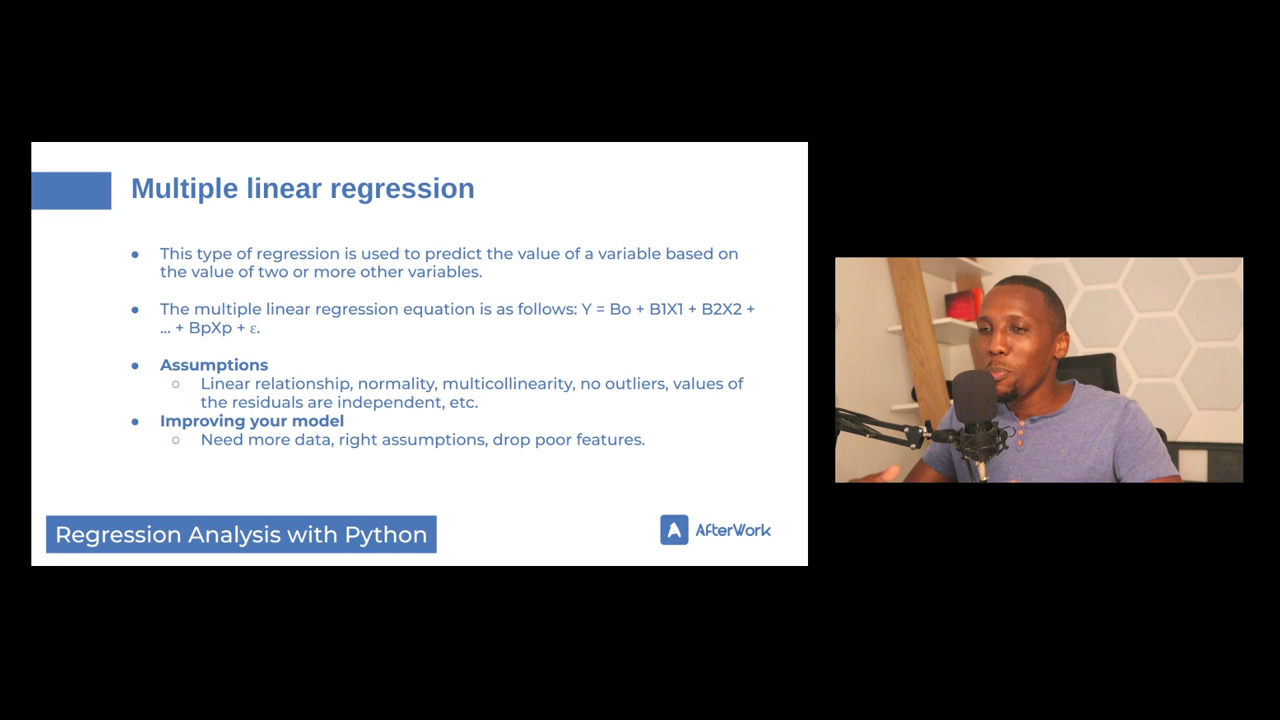 Multiple linear regression
● This type of regression is used to predict the value of a variable based on
the value of two or more other variables.
● The multiple linear regression equation is as follows: Y = Bo + B1X1 + B2X2 +
... + BpXp + ε.
● Assumptions
○ Linear relationship, normality, multicollinearity, no outliers, values of
the residuals are independent, etc.
● Improving your model
○ Need more data, right assumptions, drop poor features.
Regression Analysis with Python
AfterWork